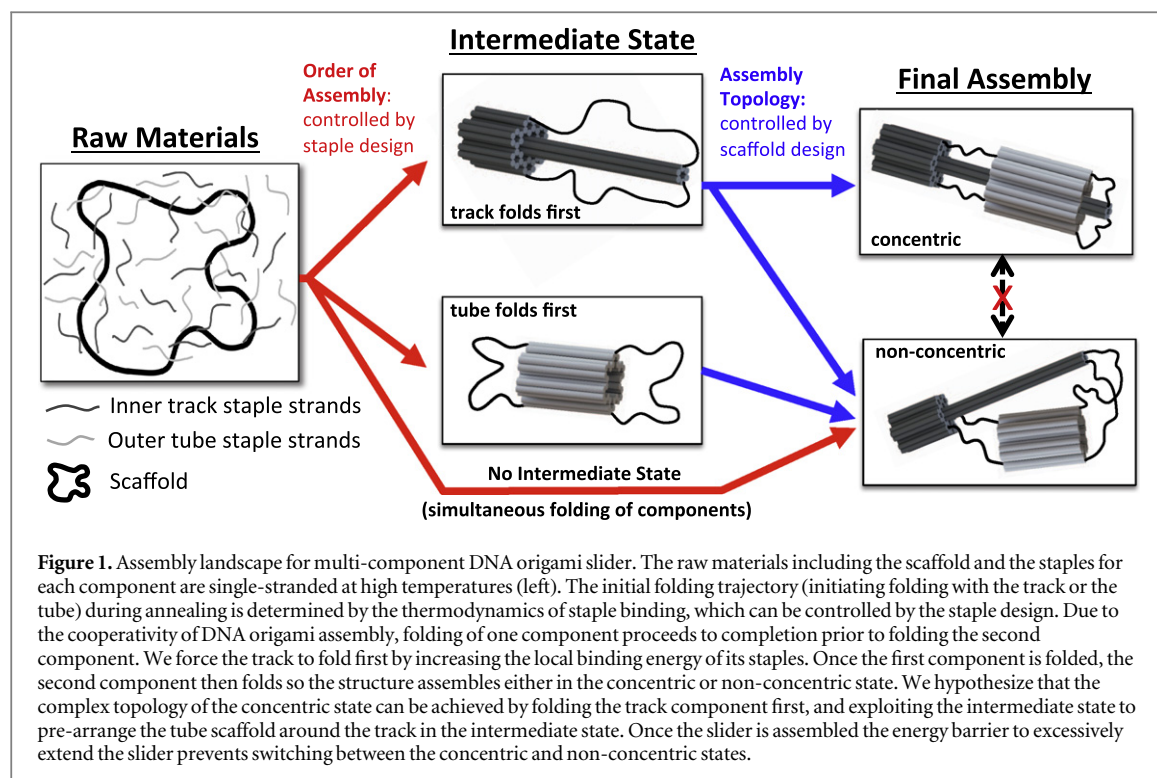 Intermediate State
Order of
Assembly:
controlled by
staple design
Assembly
Topology:
controlled by
scaffold design
Final Assembly
Raw Materials
track folds first
concentric
X
tube folds first
non-concentric
Inner track staple strands
Outer tube staple strands
Scaffold
No Intermediate State
(simultaneous folding of components)
Figure 1. Assembly landscape for multi-component DNA origami slider. The raw materials including the scaffold and the staples for
each component are single-stranded at high temperatures (left). The initial folding trajectory (initiating folding with the track or the
tube) during annealing is determined by the thermodynamics of staple binding, which can be controlled by the staple design. Due to
the cooperativity of DNA origami assembly, folding of one component proceeds to completion prior to folding the second
component. We force the track to fold first by increasing the local binding energy of its staples. Once the first component is folded, the
second component then folds so the structure assembles either in the concentric or non-concentric state. We hypothesize that the
complex topology of the concentric state can be achieved by folding the track component first, and exploiting the intermediate state to
pre-arrange the tube scaffold around the track in the intermediate state. Once the slider is assembled the energy barrier to excessively
extend the slider prevents switching between the concentric and non-concentric states.